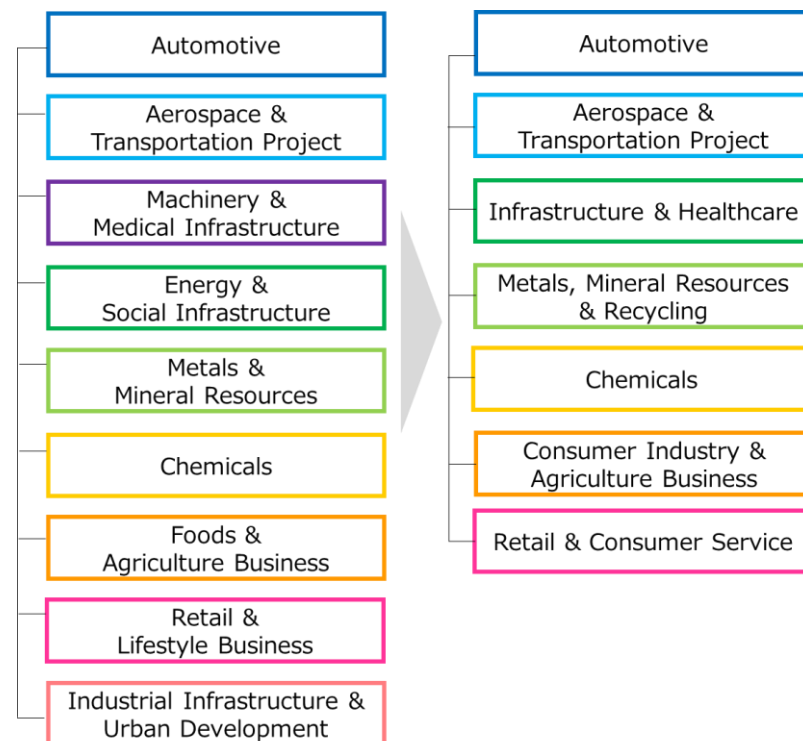 Automotive
Aerospace &
Transportation Project
Machinery &
Medical Infrastructure
Energy &
Social Infrastructure
Metals &
Mineral Resources
Chemicals
Foods &
Agriculture Business
Retail &
Lifestyle Business
Industrial Infrastructure &
Urban Development
Automotive
Aerospace &
Transportation Project
Infrastructure & Healthcare
Metals, Mineral Resources
& Recycling
Chemicals
Consumer Industry &
Agriculture Business
Retail & Consumer Service